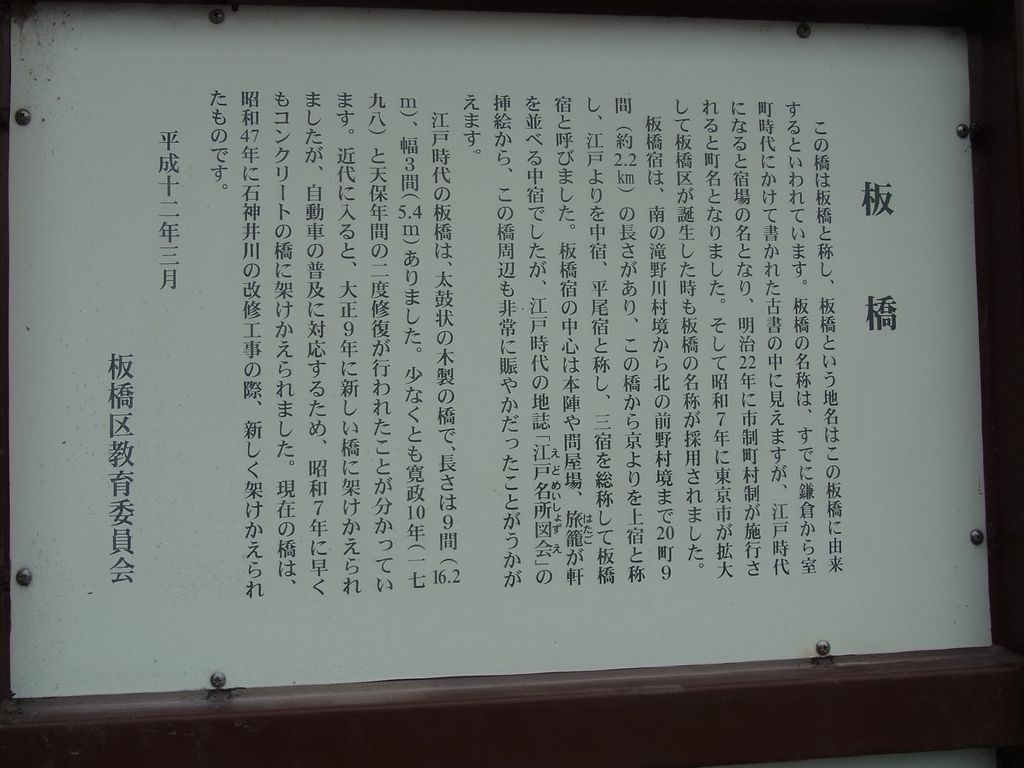 板橋
この橋は板橋と称し、板橋という地名はこの板橋に由来
するといわれています。板橋の名称は、すでに鎌倉から室
町時代にかけて書かれた古書の中に見えますが、江戸時代
になると宿場の名となり、明治22年に市制町村制が施行さ
れると町名となりました。そして昭和7年に東京市が拡大
して板橋区が誕生した時も板橋の名称が採用されました。
板橋宿は、南の滝野川村境から北の前野村境まで20町9
間(約2.2㎞)の長さがあり、この橋から京よりを上宿と称
し、江戸よりを中宿、平尾宿と称し、三宿を総称して板橋
宿と呼びました。板橋宿の中心は本陣や問屋場、旅籠が軒
はたご
を並べる中宿でしたが、江戸時代の地誌「江戸名所図会」の
えどめいしょずえ
挿絵から、この橋周辺も非常に賑やかだったことがうかが
えます。
江戸時代の板橋は、太鼓状の木製の橋で、長さは9間(16.2
m)、幅3間(5.4m)ありました。少なくとも寛政10年(一七
九八)と天保年間の二度修復が行われたことが分かってい
ます。近代に入ると、大正9年に新しい橋に架けかえられ
ましたが、自動車の普及に対応するため、昭和7年に早く
もコンクリートの橋に架けかえられました。現在の橋は、
昭和47年に石神井川の改修工事の際、新しく架けかえられ
たものです。
平成十二年三月
板橋区教育委員会